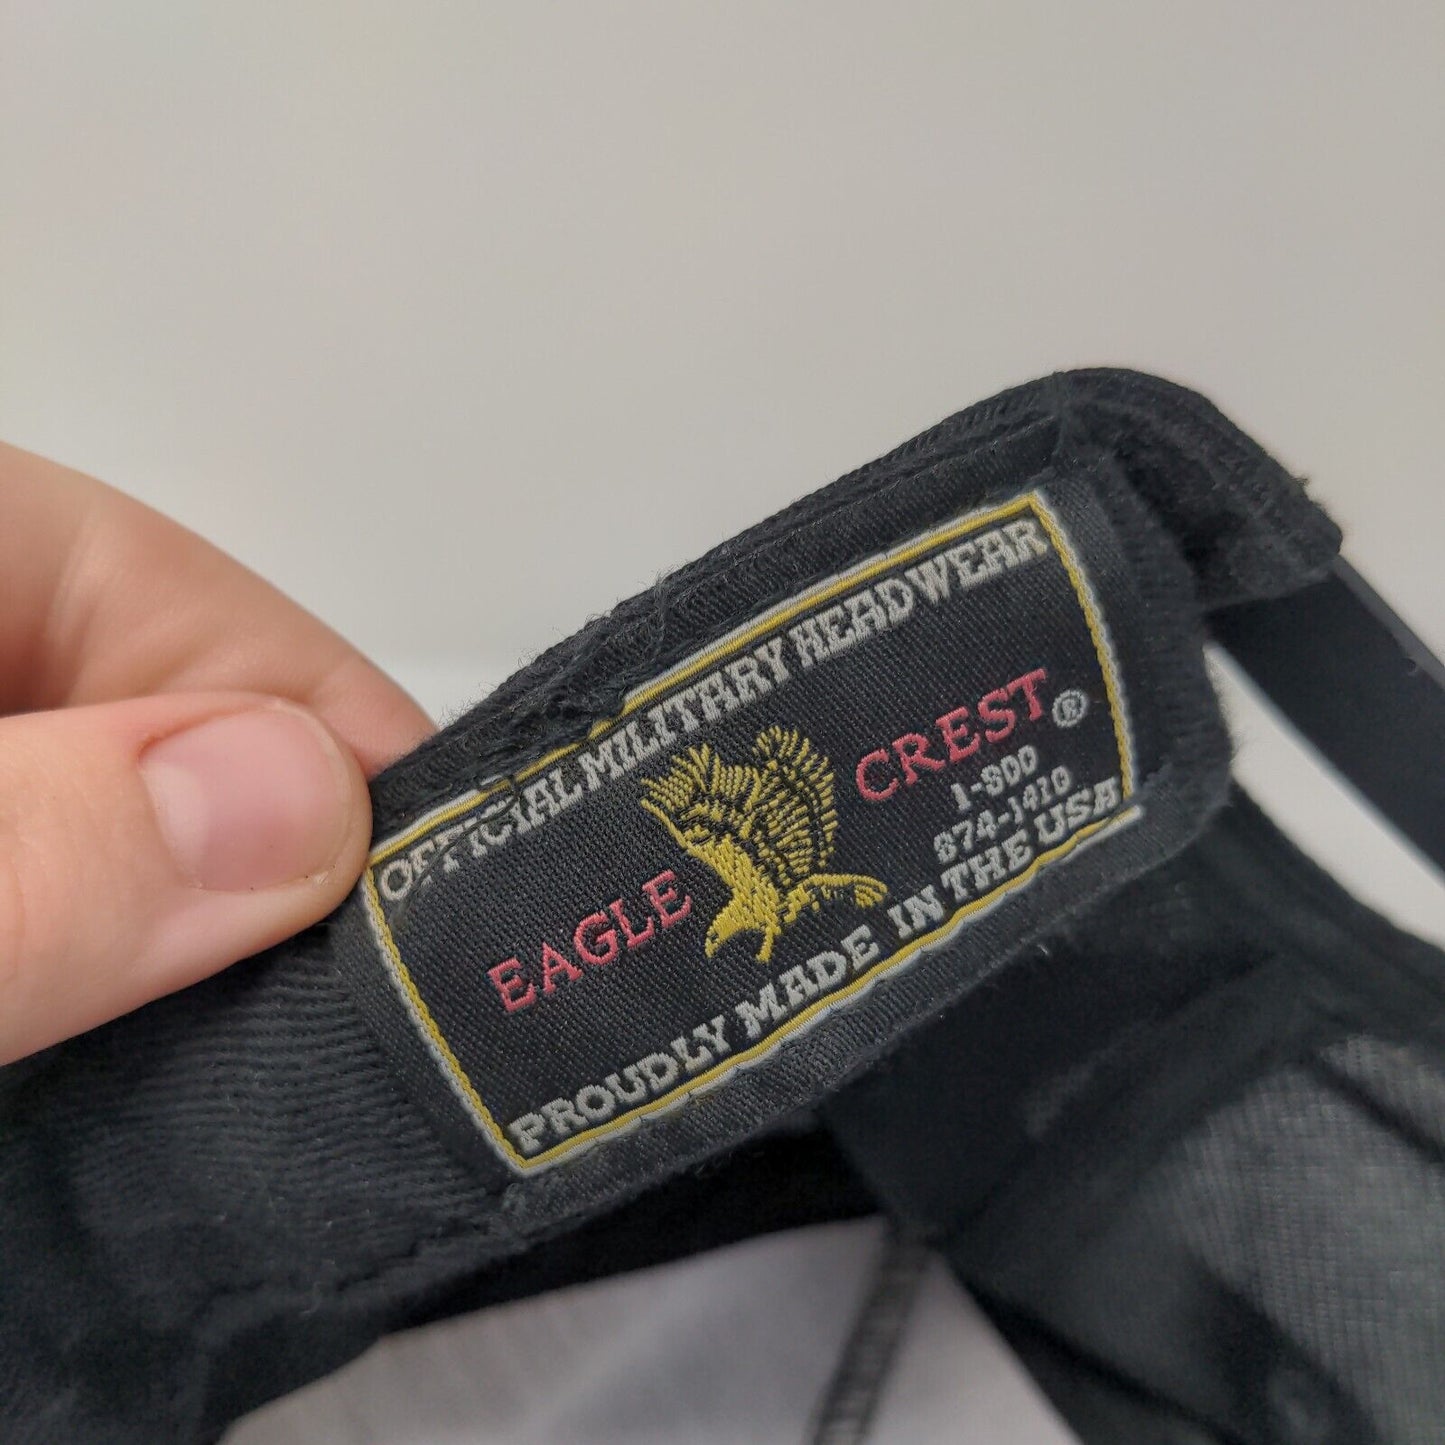 OFFICIAL MILITARY HEADWEAR
EAGLE CREST®
1-800
874-1410
PROUDLY MADE IN THE USA